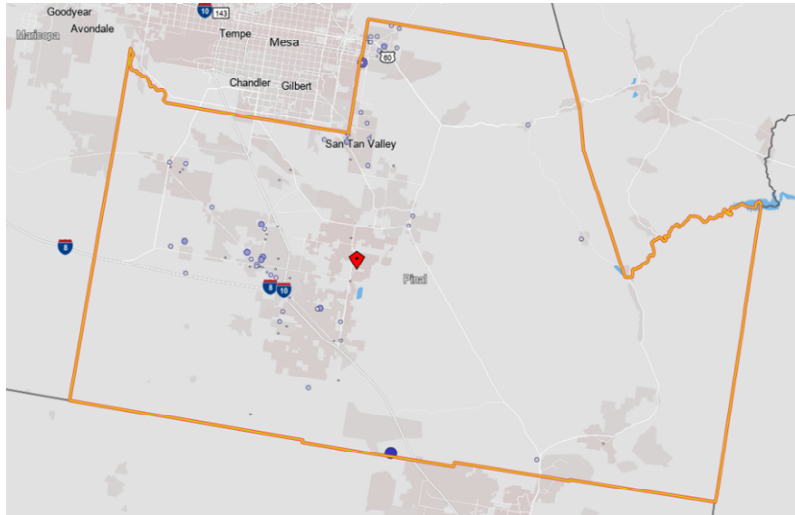 Goodyear
10
143
Maricopa
Avondale
Tempe
Mesa
60
Chandler
Gilbert
San Tan Valley
8
Pinal
8
10